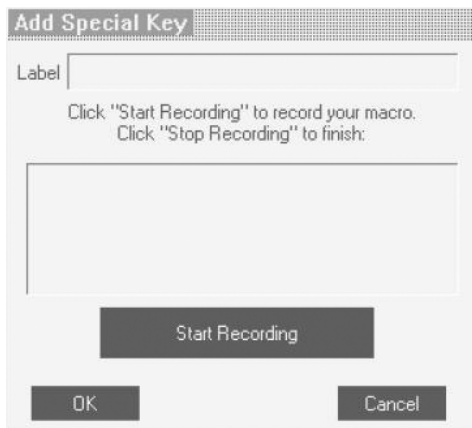 Add Special Key
Label
Click "Start Recording" to record your macro.
Click "Stop Recording" to finish:
Start Recording
OK Cancel